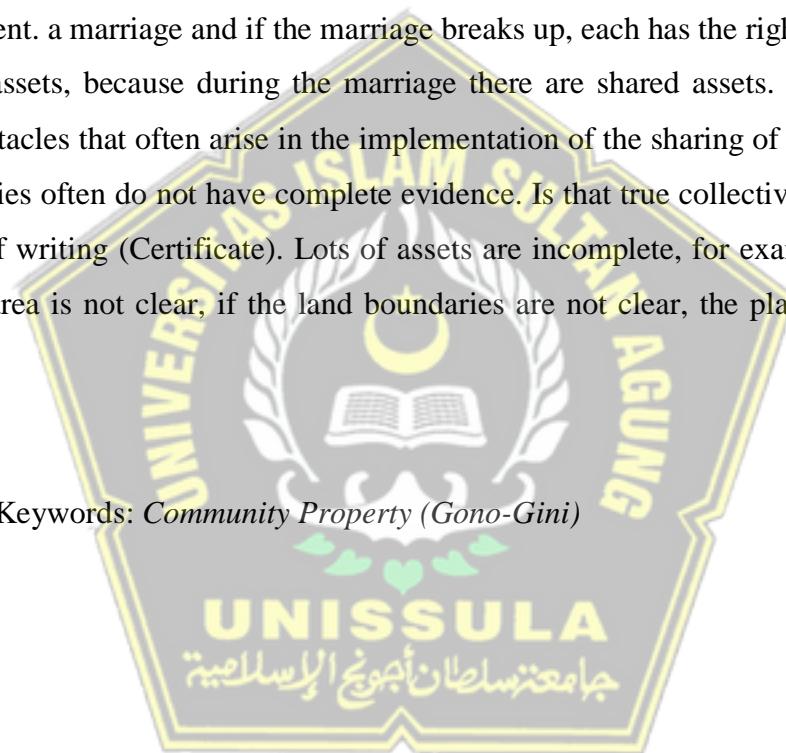 ent. a marriage and if the marriage breaks up, each has the righ
assets, because during the marriage there are shared assets.
tacles that often arise in the implementation of the sharing of
ies often do not have complete evidence. Is that true collectiv
f writing (Certificate). Lots of assets are incomplete, for exa
rea is not clear, if the land boundaries are not clear, the pla
Keywords: Community Property (Gono-Gini)
UNIVERSITAS ISLAM SULTAN AGUNG
UNISSULA
جامعتنسلطان أجونج الإسلامية